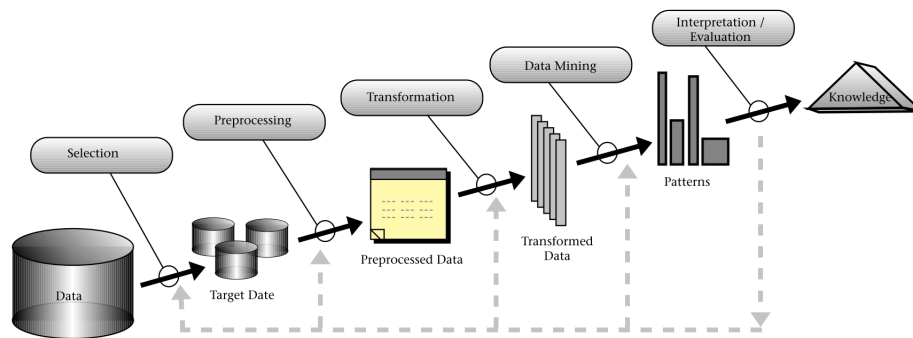 Interpretation /
Evaluation
Data Mining
Transformation
Preprocessing
Selection
Knowledge
Patterns
Transformed
Data
Preprocessed Data
Target Date
Data